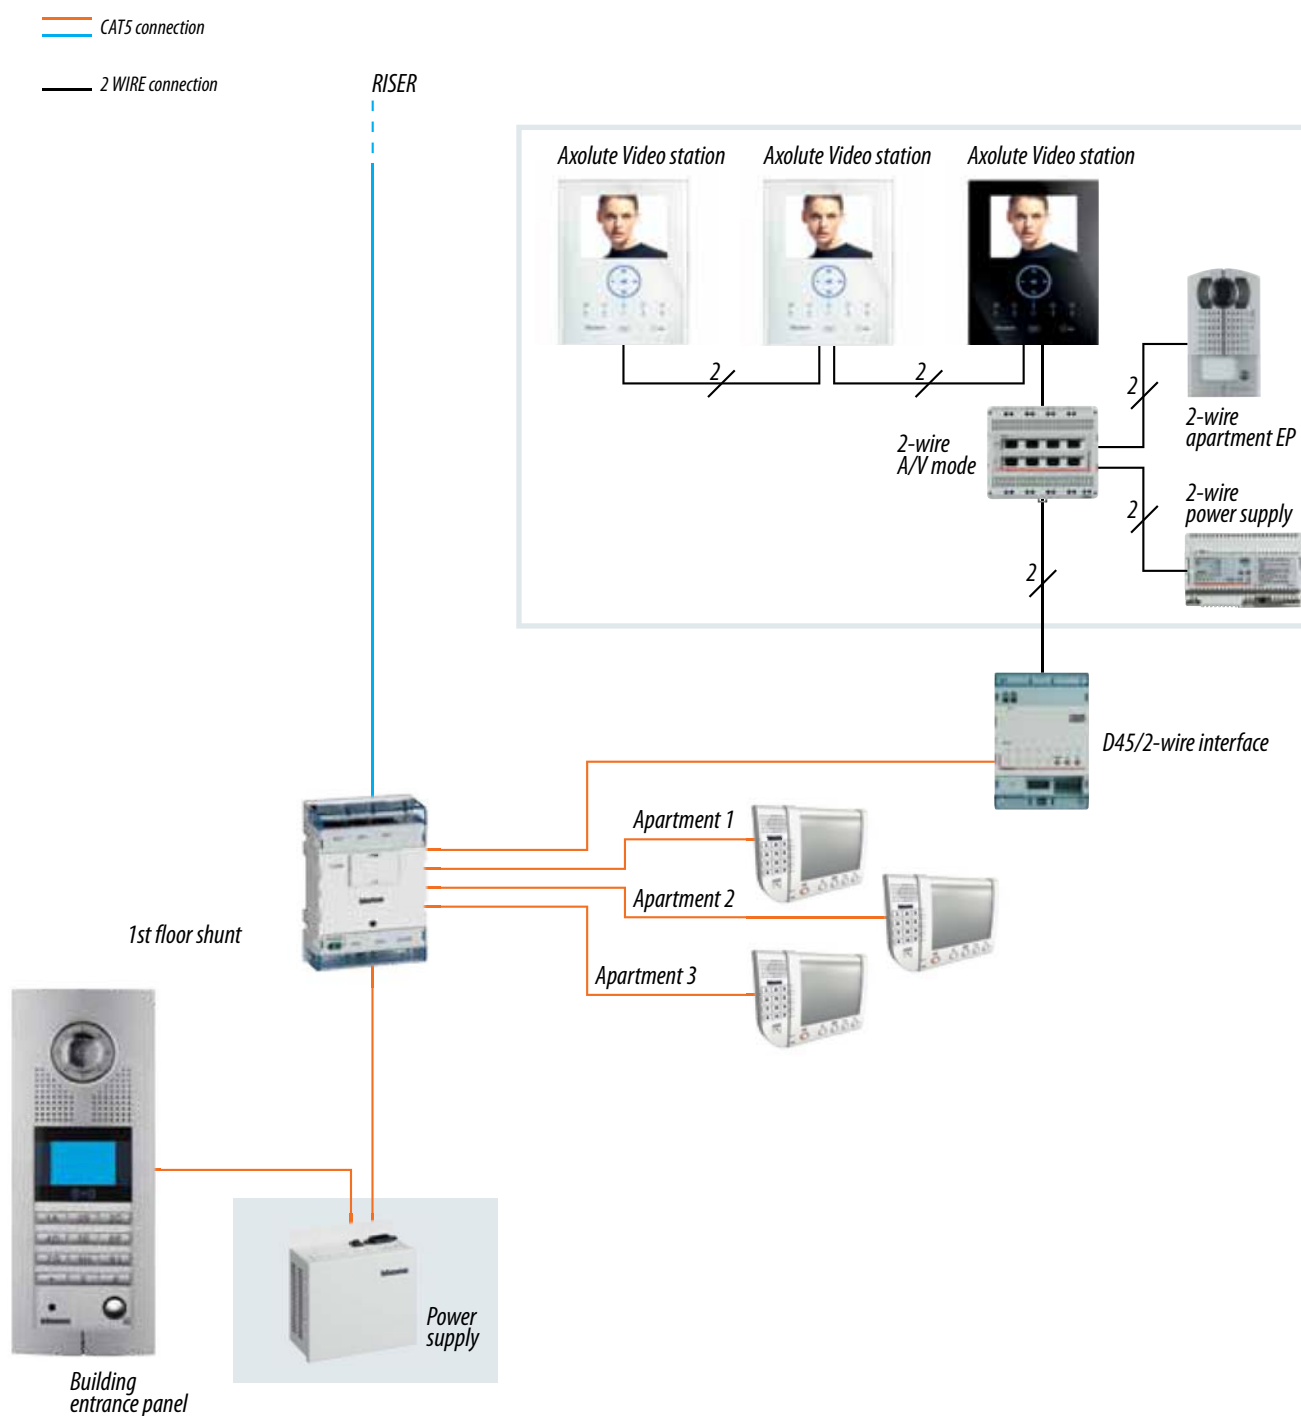 CAT5 connection
2 WIRE connection
RISER
Axolute Video station
Axolute Video station
Axolute Video station
2
2
2
2-wire
apartment EP
2-wire
A/V mode
2-wire
power supply
2
2
D45/2-wire interface
Apartment 1
Apartment 2
1st floor shunt
Apartment 3
Power
supply
Building
entrance panel